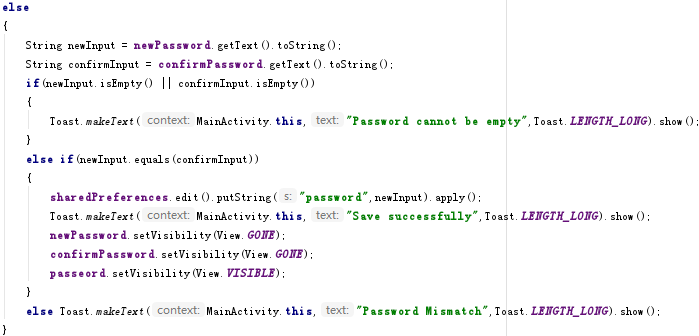 else
{
String newInput = newPassword.getText().toString();
String confirmInput = confirmPassword.getText().toString();
if(newInput.isEmpty() || confirmInput.isEmpty())
{
Toast.makeText( context: MainActivity.this, text: "Password cannot be empty",Toast.LENGTH_LONG).show();
}
else if(newInput.equals(confirmInput))
{
sharedPreferences.edit().putString( s: "password",newInput).apply();
Toast.makeText( context: MainActivity.this, text: "Save successfully",Toast.LENGTH_LONG).show();
newPassword.setVisibility(View.GONE);
confirmPassword.setVisibility(View.GONE);
passeord.setVisibility(View.VISIBLE);
}
else Toast.makeText( context: MainActivity.this, text: "Password Mismatch",Toast.LENGTH_LONG).show();
}